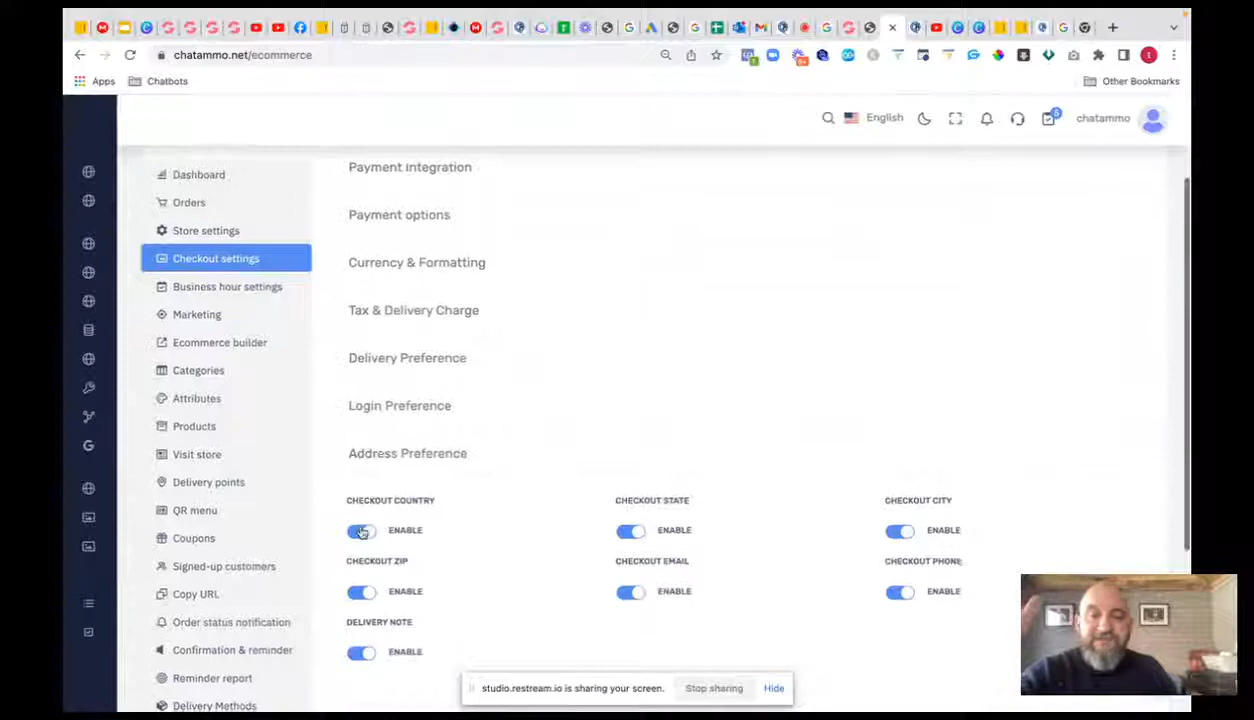 chatammo.net/ecommerce
Apps
Chatbots
Other Bookmarks
English
6
chatammo
Dashboard
Orders
Store settings
Checkout settings
Business hour settings
Marketing
Ecommerce builder
Categories
Attributes
Products
Visit store
Delivery points
QR menu
Coupons
Signed-up customers
Copy URL
Order status notification
Confirmation & reminder
Reminder report
Delivery Methods
Payment Integration
Payment options
Currency & Formatting
Tax & Delivery Charge
Delivery Preference
Login Preference
Address Preference
CHECKOUT COUNTRY CHECKOUT STATE CHECKOUT CITY
ENABLE ENABLE ENABLE
CHECKOUT ZIP CHECKOUT EMAIL CHECKOUT PHONE
ENABLE ENABLE ENABLE
DELIVERY NOTE
ENABLE
studio.restream.io is sharing your screen. Stop sharing Hide